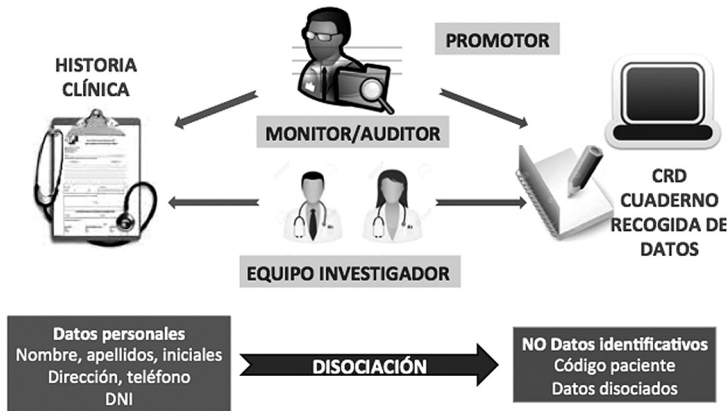 PROMOTOR
HISTORIA
CLÍNICA
MONITOR/AUDITOR
CRD
CUADERNO
RECOGIDA DE
DATOS
EQUIPO INVESTIGADOR
Datos personales
Nombre, apellidos, iniciales
Dirección, teléfono
DNI
DISOCIACIÓN
NO Datos identificativos
Código paciente
Datos disociados